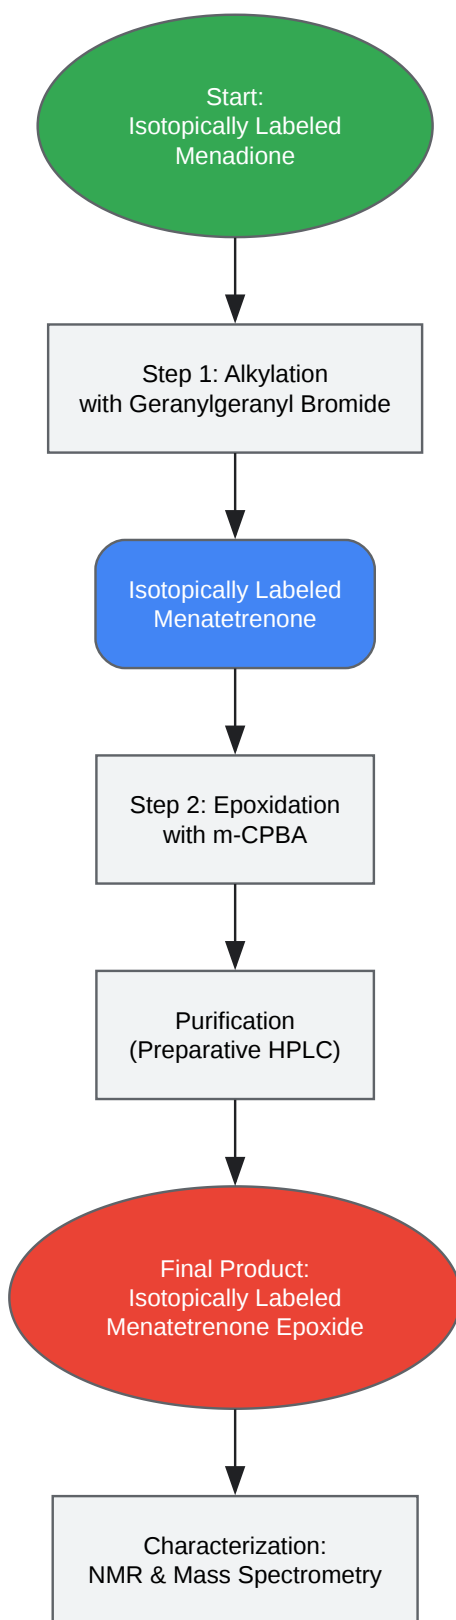 Start:
Isotopically Labeled
Menadione
Step 1: Alkylation
with Geranylgeranyl Bromide
Isotopically Labeled
Menatetrenone
Step 2: Epoxidation
with m-CPBA
Purification
(Preparative HPLC)
Final Product:
Isotopically Labeled
Menatetrenone Epoxide
Characterization:
NMR & Mass Spectrometry